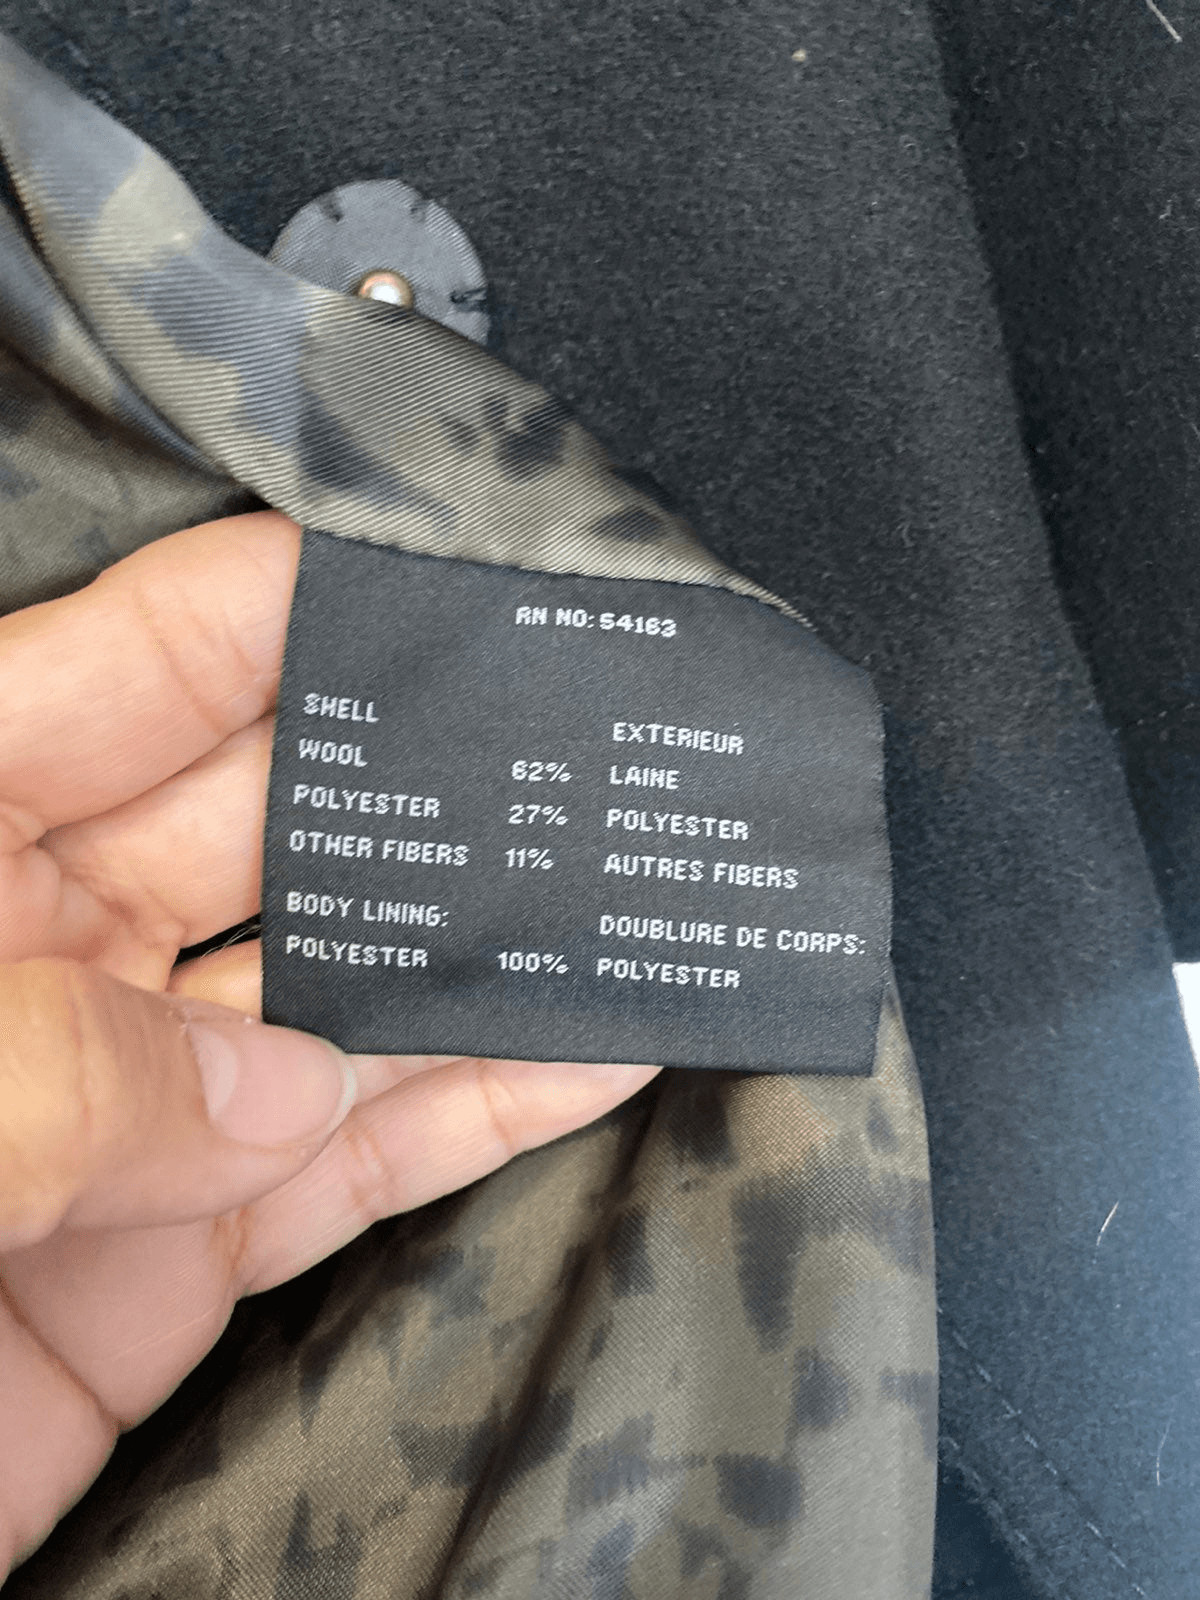 RN NO: 54163
SHELL
WOOL 62%
POLYESTER 27%
OTHER FIBERS 11%
BODY LINING:
POLYESTER 100%
EXTERIEUR
LAINE
POLYESTER
AUTRES FIBERS
DOUBLURE DE CORPS:
POLYESTER